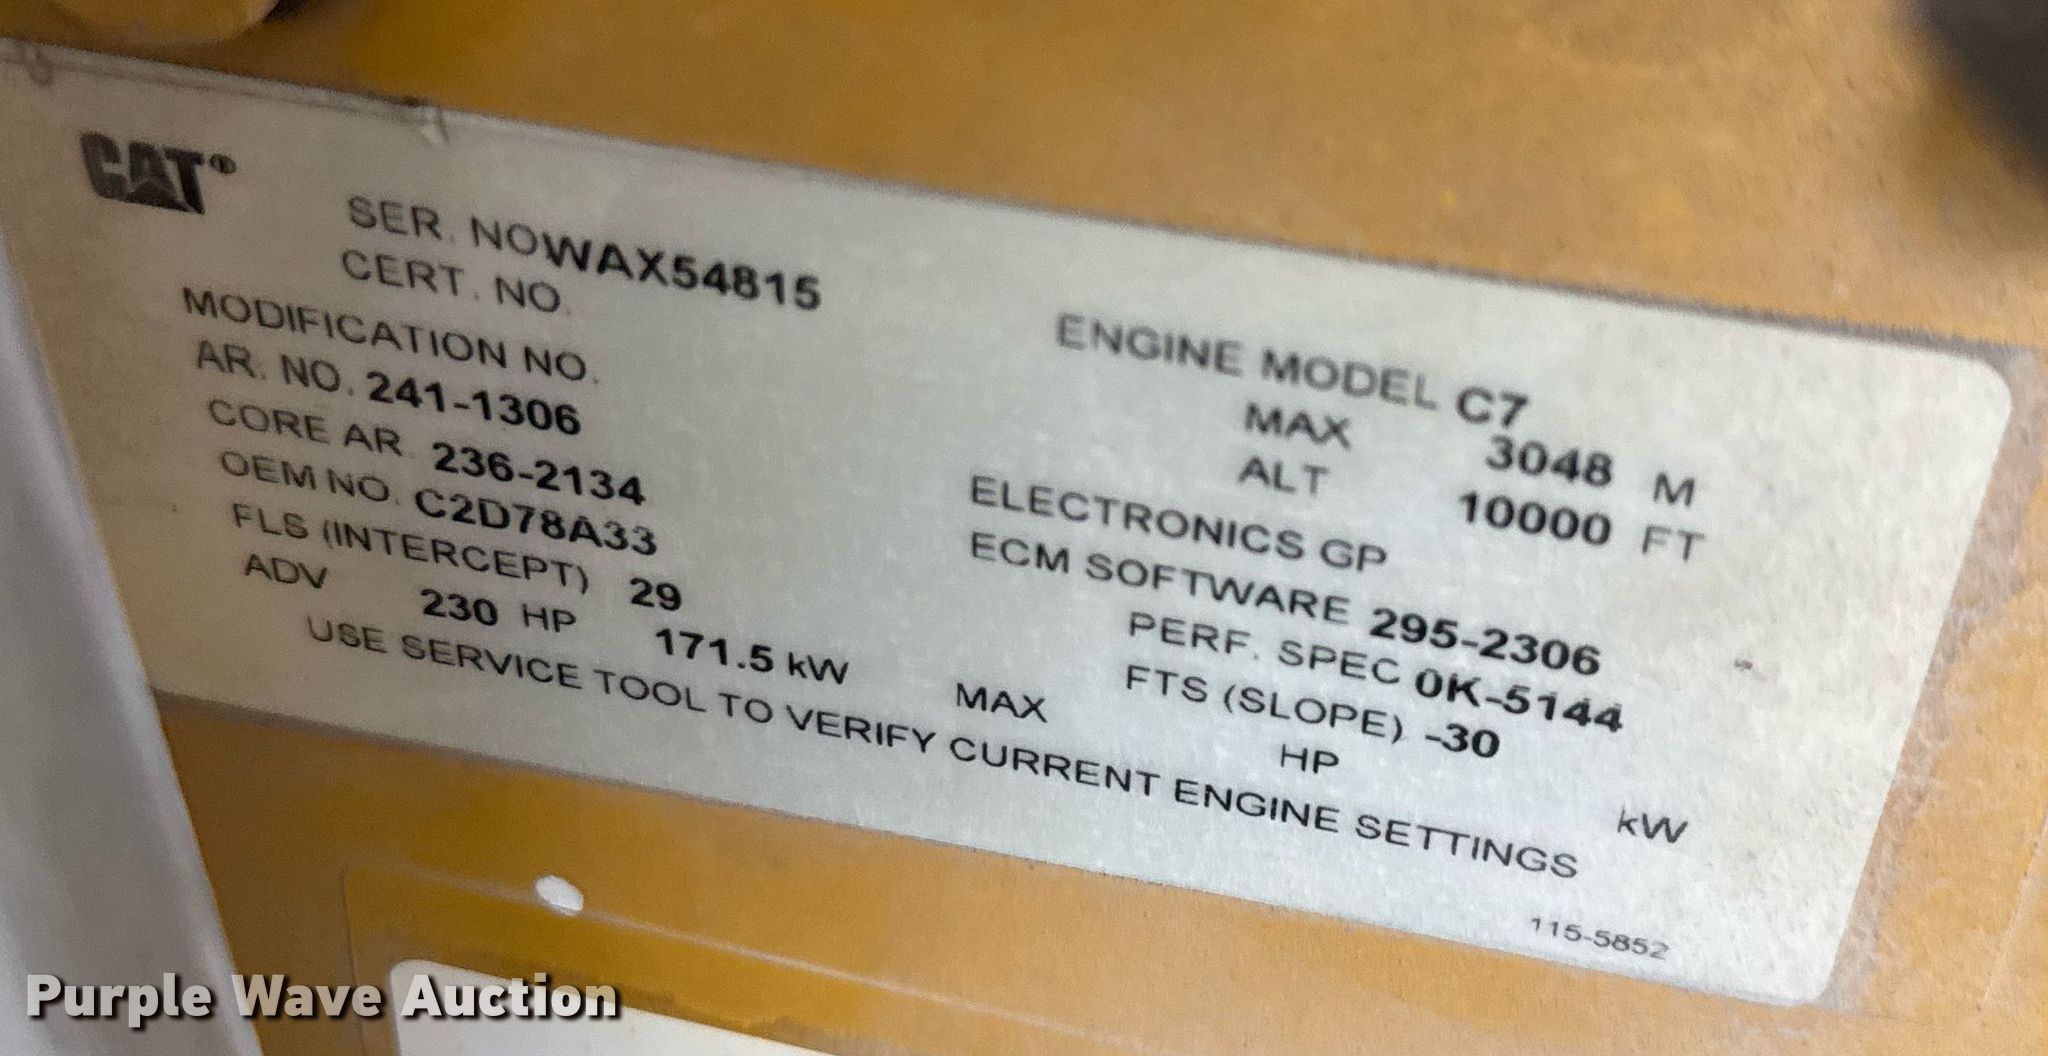 CAT®
SER. NO WAX54815
CERT. NO.
MODIFICATION NO.
AR. NO. 241-1306
CORE AR. 236-2134
OEM NO. C2D78A33
FLS (INTERCEPT) 29
ADV 230 HP 171.5 kW
ENGINE MODEL C7
MAX 3048 M
ALT 10000 FT
ELECTRONICS GP
ECM SOFTWARE 295-2306
PERF. SPEC 0K-5144
FTS (SLOPE) -30
MAX HP kW
USE SERVICE TOOL TO VERIFY CURRENT ENGINE SETTINGS
115-5852
Purple Wave Auction